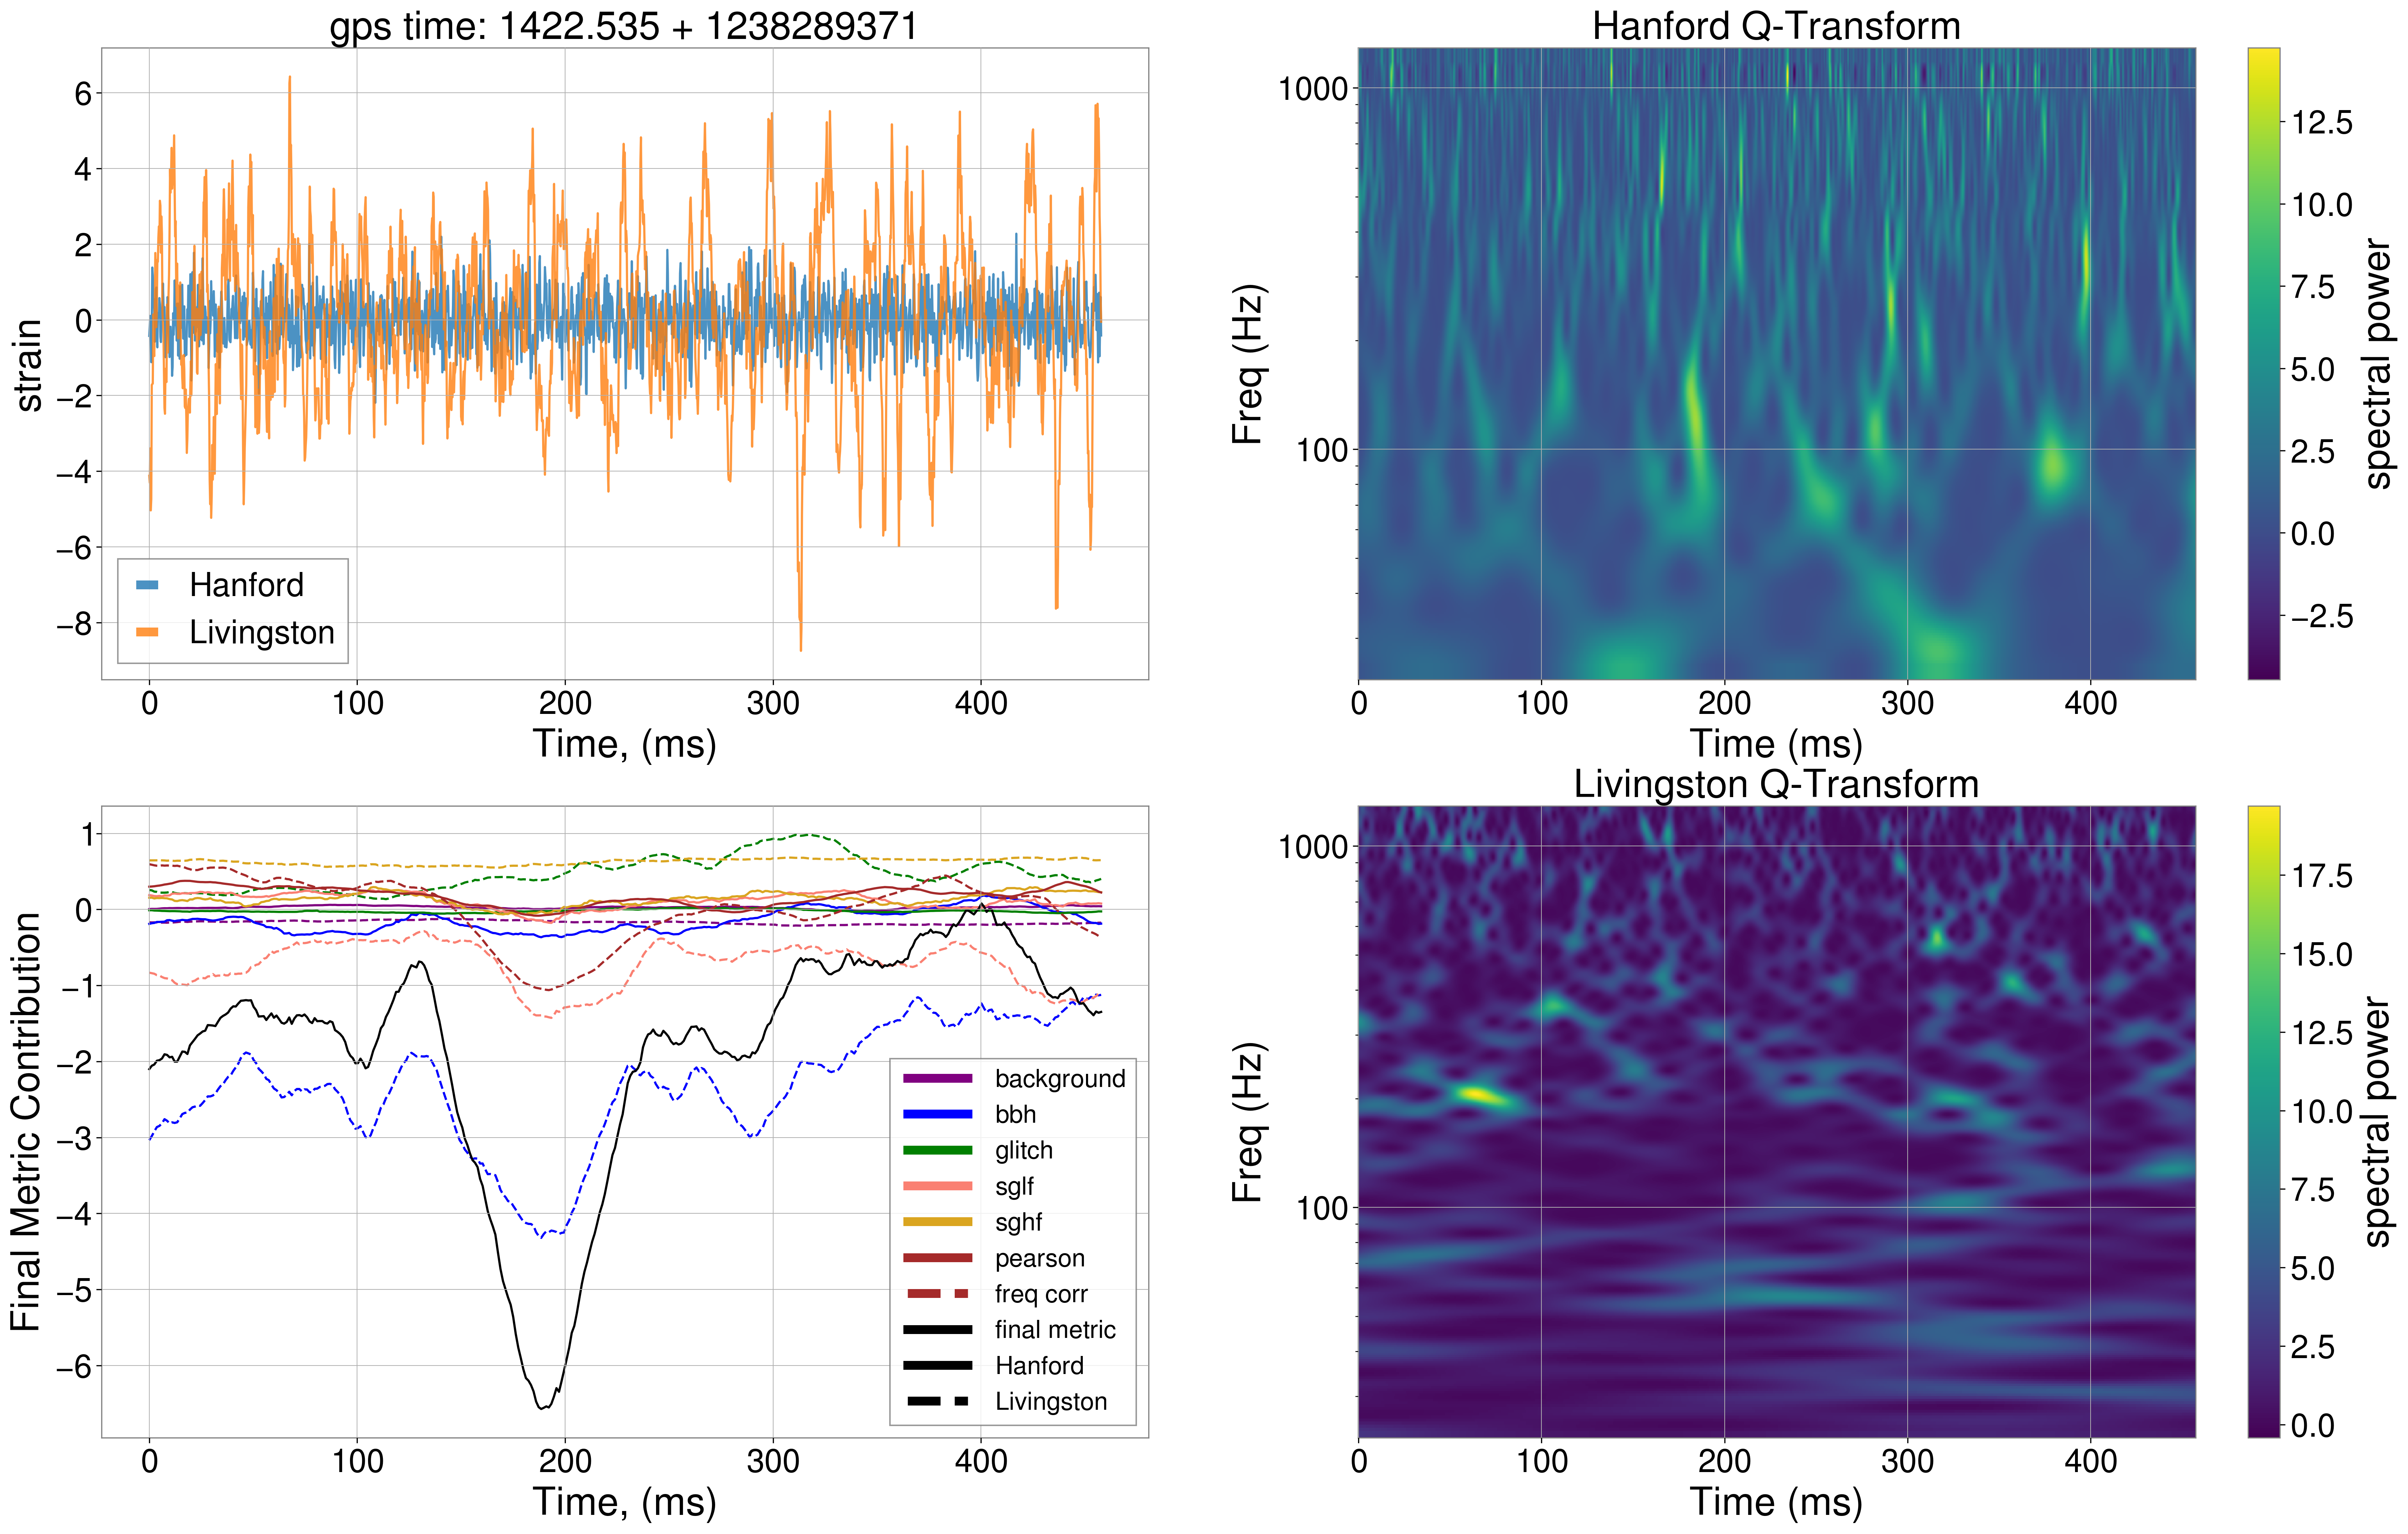 gps time: 1422.535 + 1238289371
6
4
2
0
−2
−4
−6
−8
strain
Hanford
Livingston
0 100 200 300 400
Time, (ms)
Hanford Q-Transform
1000
100
Freq (Hz)
0 100 200 300 400
Time (ms)
12.5
10.0
7.5
5.0
2.5
0.0
−2.5
spectral power
1
0
−1
−2
−3
−4
−5
−6
Final Metric Contribution
background
bbh
glitch
sglf
sghf
pearson
freq corr
final metric
Hanford
Livingston
0 100 200 300 400
Time, (ms)
Livingston Q-Transform
1000
100
Freq (Hz)
0 100 200 300 400
Time (ms)
17.5
15.0
12.5
10.0
7.5
5.0
2.5
0.0
spectral power